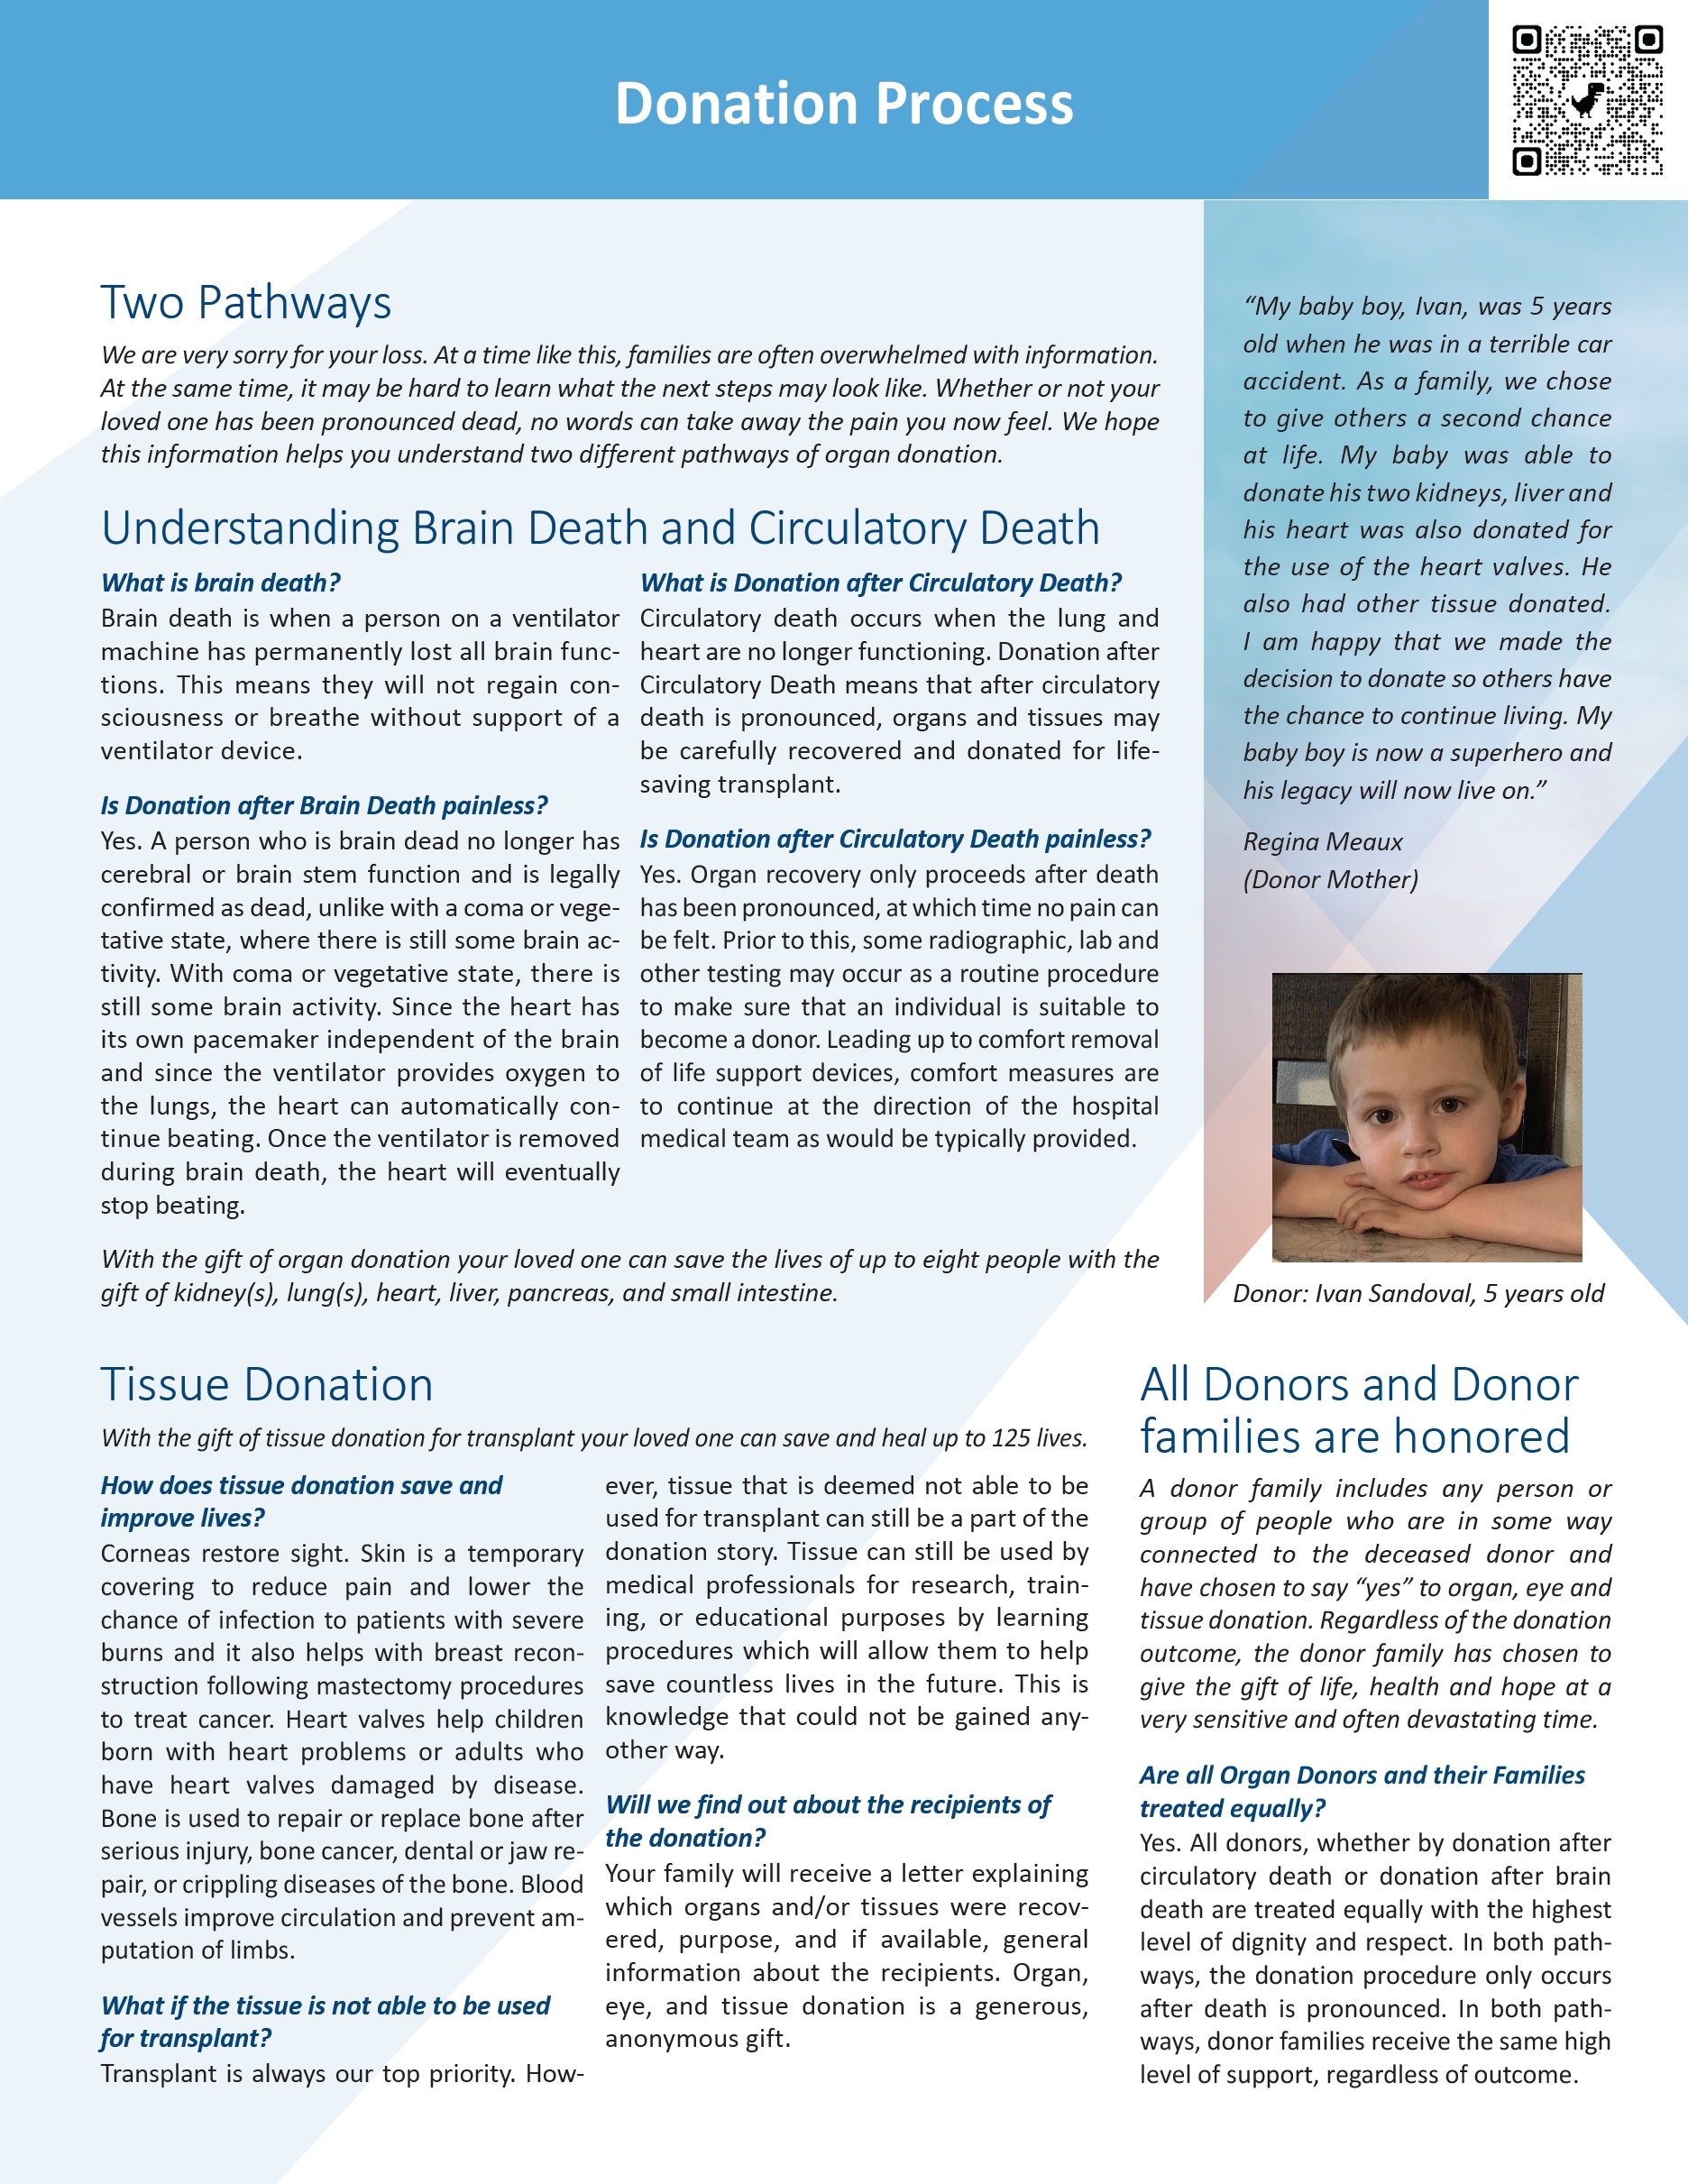 Donation Process
Two Pathways
We are very sorry for your loss. At a time like this, families are often overwhelmed with information.
At the same time, it may be hard to learn what the next steps may look like. Whether or not your
loved one has been pronounced dead, no words can take away the pain you now feel. We hope
this information helps you understand two different pathways of organ donation.
Understanding Brain Death and Circulatory Death
What is brain death?
Brain death is when a person on a ventilator
machine has permanently lost all brain func-
tions. This means they will not regain con-
sciousness or breathe without support of a
ventilator device.
Is Donation after Brain Death painless?
Yes. A person who is brain dead no longer has
cerebral or brain stem function and is legally
confirmed as dead, unlike with a coma or vege-
tative state, where there is still some brain ac-
tivity. With coma or vegetative state, there is
still some brain activity. Since the heart has
its own pacemaker independent of the brain
and since the ventilator provides oxygen to
the lungs, the heart can automatically con-
tinue beating. Once the ventilator is removed
during brain death, the heart will eventually
stop beating.
What is Donation after Circulatory Death?
Circulatory death occurs when the lung and
heart are no longer functioning. Donation after
Circulatory Death means that after circulatory
death is pronounced, organs and tissues may
be carefully recovered and donated for life-
saving transplant.
Is Donation after Circulatory Death painless?
Yes. Organ recovery only proceeds after death
has been pronounced, at which time no pain can
be felt. Prior to this, some radiographic, lab and
other testing may occur as a routine procedure
to make sure that an individual is suitable to
become a donor. Leading up to comfort removal
of life support devices, comfort measures are
to continue at the direction of the hospital
medical team as would be typically provided.
With the gift of organ donation your loved one can save the lives of up to eight people with the
gift of kidney(s), lung(s), heart, liver, pancreas, and small intestine.
“My baby boy, Ivan, was 5 years
old when he was in a terrible car
accident. As a family, we chose
to give others a second chance
at life. My baby was able to
donate his two kidneys, liver and
his heart was also donated for
the use of the heart valves. He
also had other tissue donated.
I am happy that we made the
decision to donate so others have
the chance to continue living. My
baby boy is now a superhero and
his legacy will now live on.”
Regina Meaux
(Donor Mother)
Donor: Ivan Sandoval, 5 years old
Tissue Donation
With the gift of tissue donation for transplant your loved one can save and heal up to 125 lives.
How does tissue donation save and
improve lives?
Corneas restore sight. Skin is a temporary
covering to reduce pain and lower the
chance of infection to patients with severe
burns and it also helps with breast recon-
struction following mastectomy procedures
to treat cancer. Heart valves help children
born with heart problems or adults who
have heart valves damaged by disease.
Bone is used to repair or replace bone after
serious injury, bone cancer, dental or jaw re-
pair, or crippling diseases of the bone. Blood
vessels improve circulation and prevent am-
putation of limbs.
What if the tissue is not able to be used
for transplant?
Transplant is always our top priority. How-
ever, tissue that is deemed not able to be
used for transplant can still be a part of the
donation story. Tissue can still be used by
medical professionals for research, train-
ing, or educational purposes by learning
procedures which will allow them to help
save countless lives in the future. This is
knowledge that could not be gained any-
other way.
Will we find out about the recipients of
the donation?
Your family will receive a letter explaining
which organs and/or tissues were recov-
ered, purpose, and if available, general
information about the recipients. Organ,
eye, and tissue donation is a generous,
anonymous gift.
All Donors and Donor
families are honored
A donor family includes any person or
group of people who are in some way
connected to the deceased donor and
have chosen to say “yes” to organ, eye and
tissue donation. Regardless of the donation
outcome, the donor family has chosen to
give the gift of life, health and hope at a
very sensitive and often devastating time.
Are all Organ Donors and their Families
treated equally?
Yes. All donors, whether by donation after
circulatory death or donation after brain
death are treated equally with the highest
level of dignity and respect. In both path-
ways, the donation procedure only occurs
after death is pronounced. In both path-
ways, donor families receive the same high
level of support, regardless of outcome.